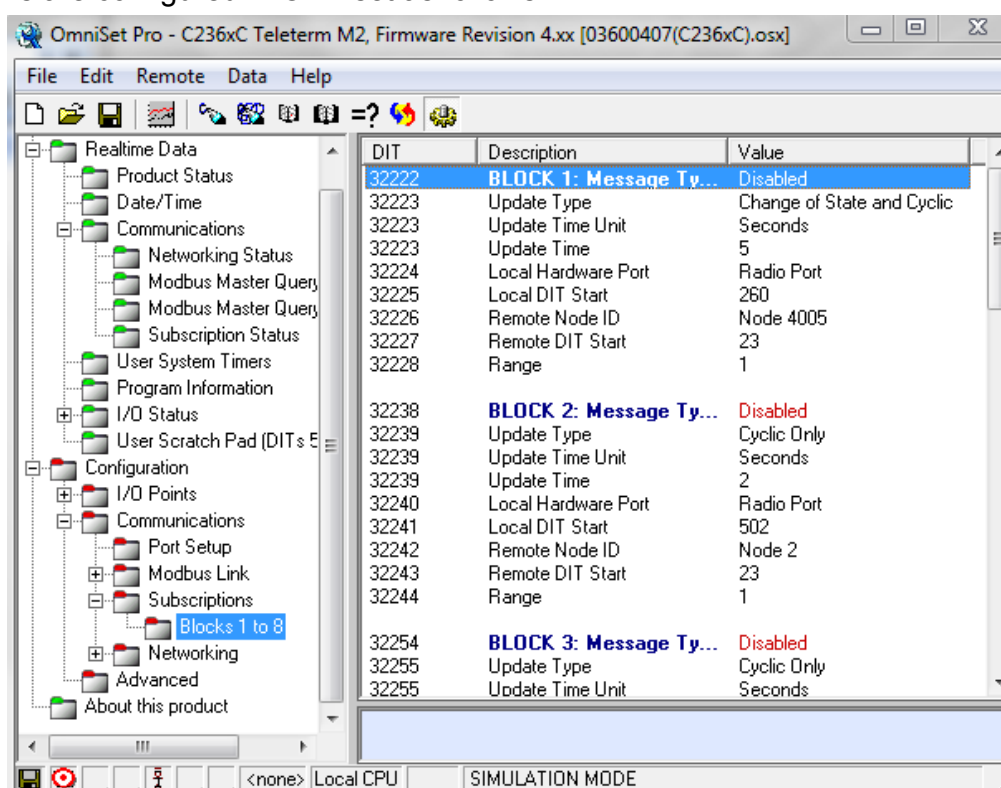 OmniSet Pro - C236xC Teleterm M2, Firmware Revision 4.xx [03600407(C236xC).osx]
File Edit Remote Data Help
Realtime Data
Product Status
Date/Time
Communications
Networking Status
Modbus Master Query
Modbus Master Query
Subscription Status
User System Timers
Program Information
I/O Status
User Scratch Pad (DITs 5
Configuration
I/O Points
Communications
Port Setup
Modbus Link
Subscriptions
Blocks 1 to 8
Networking
Advanced
About this product
DIT Description Value
32222 BLOCK 1: Message Ty... Disabled
32223 Update Type Change of State and Cyclic
32223 Update Time Unit Seconds
32223 Update Time 5
32224 Local Hardware Port Radio Port
32225 Local DIT Start 260
32226 Remote Node ID Node 4005
32227 Remote DIT Start 23
32228 Range 1
32238 BLOCK 2: Message Ty... Disabled
32239 Update Type Cyclic Only
32239 Update Time Unit Seconds
32239 Update Time 2
32240 Local Hardware Port Radio Port
32241 Local DIT Start 502
32242 Remote Node ID Node 2
32243 Remote DIT Start 23
32244 Range 1
32254 BLOCK 3: Message Ty... Disabled
32255 Update Type Cyclic Only
32255 Update Time Unit Seconds
<none> Local CPU SIMULATION MODE